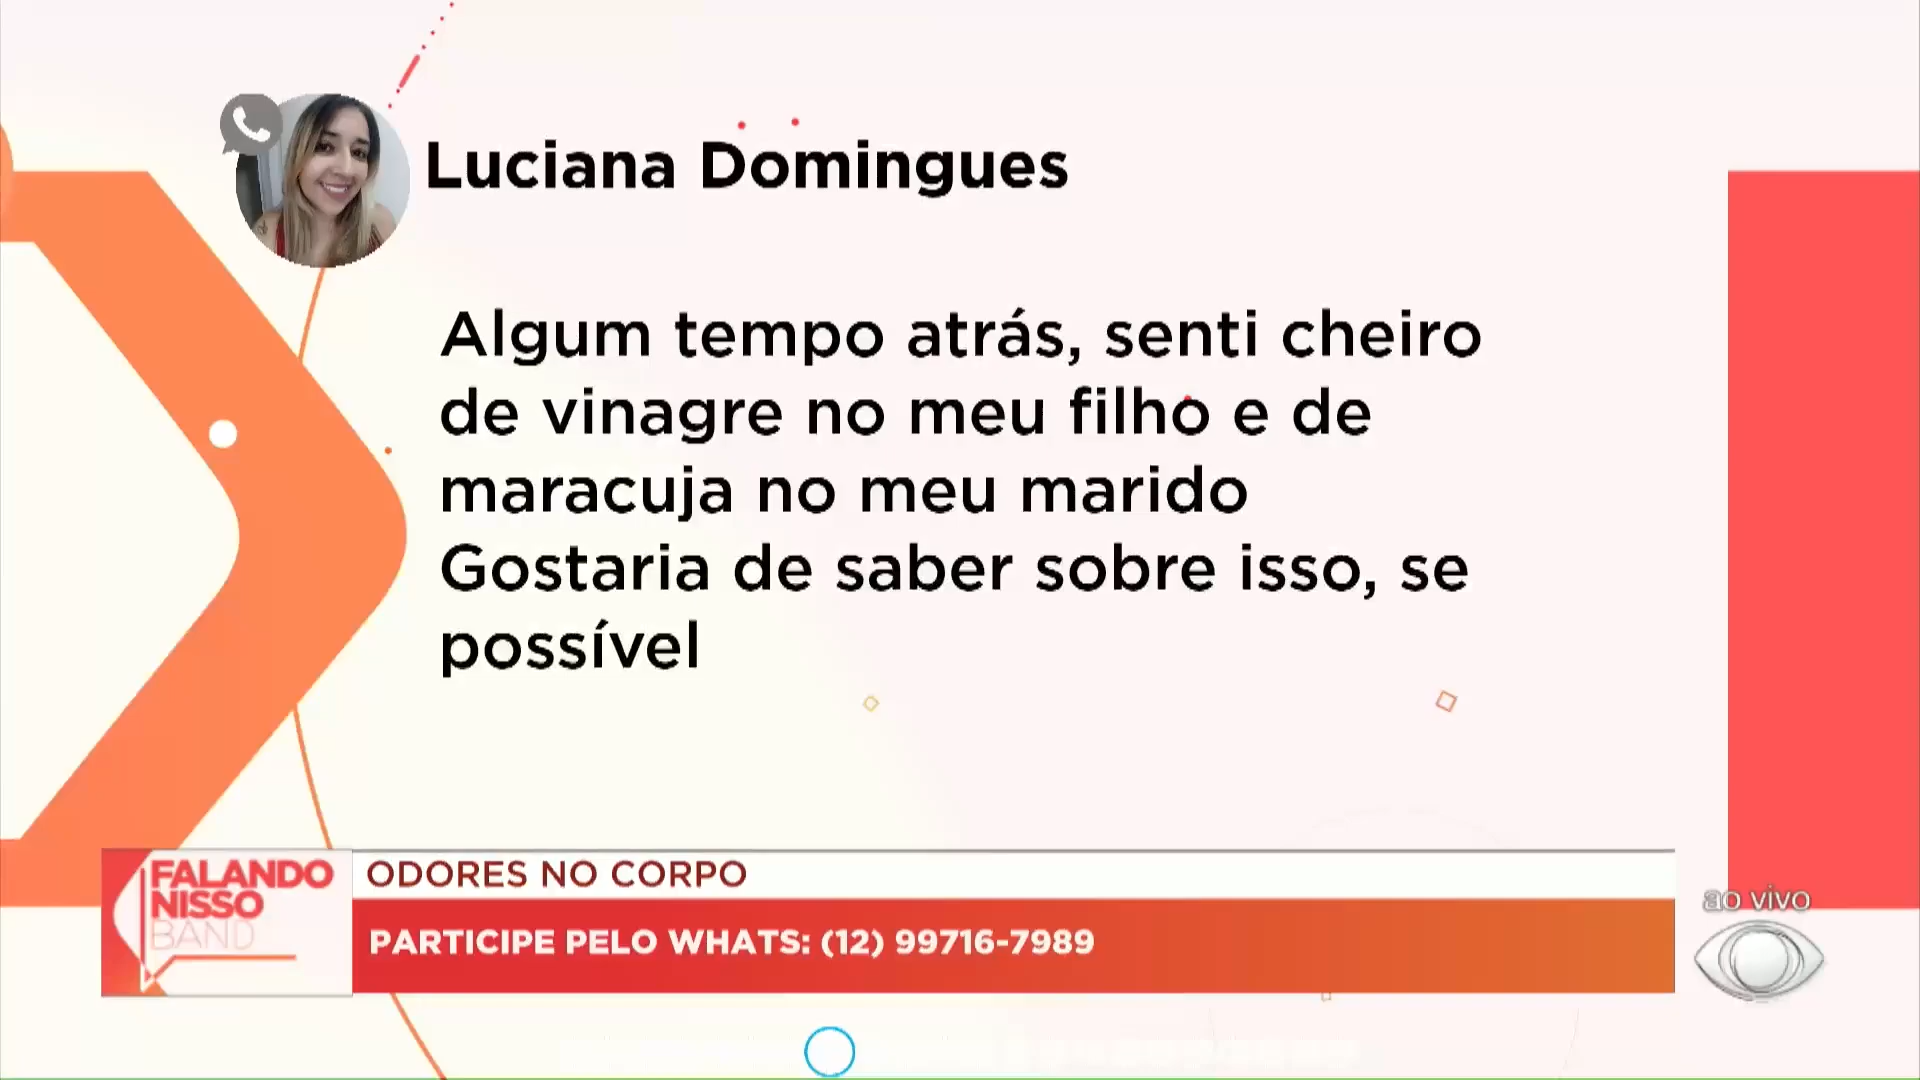 Luciana Domingues
Algum tempo atrás, senti cheiro
de vinagre no meu filho e de
maracuja no meu marido
Gostaria de saber sobre isso, se
possível
FALANDO
NISSO
BAND
ODORES NO CORPO
PARTICIPE PELO WHATS: (12) 99716-7989
ao vivo